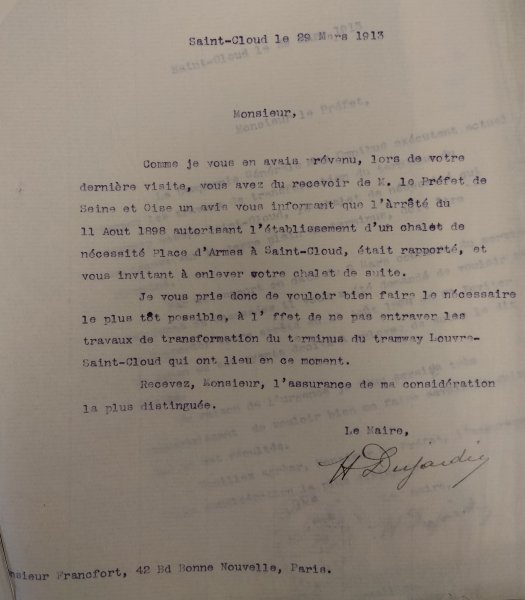 Saint-Cloud le 29 Mars 1913
Monsieur,
Comme je vous en avais prévenu, lors de votre
dernière visite, vous avez du recevoir de M. le Préfet de
Seine et Oise un avis vous informant que l'arrêté du
11 Aout 1898 autorisant l'établissement d'un chalet de
nécessité Place d'Armes à Saint-Cloud, était rapporté, et
vous invitant à enlever votre chalet de suite.
Je vous prie donc de vouloir bien faire le nécessaire
le plus tôt possible, à l' ffet de ne pas entraver les
travaux de transformation du terminus du tramway Louvre-
Saint-Cloud qui ont lieu en ce moment.
Recevez, Monsieur, l'assurance de ma considération
la plus distinguée.
Le Maire,
H Dujardin
nsieur Francfort, 42 Bd Bonne Nouvelle, Paris.